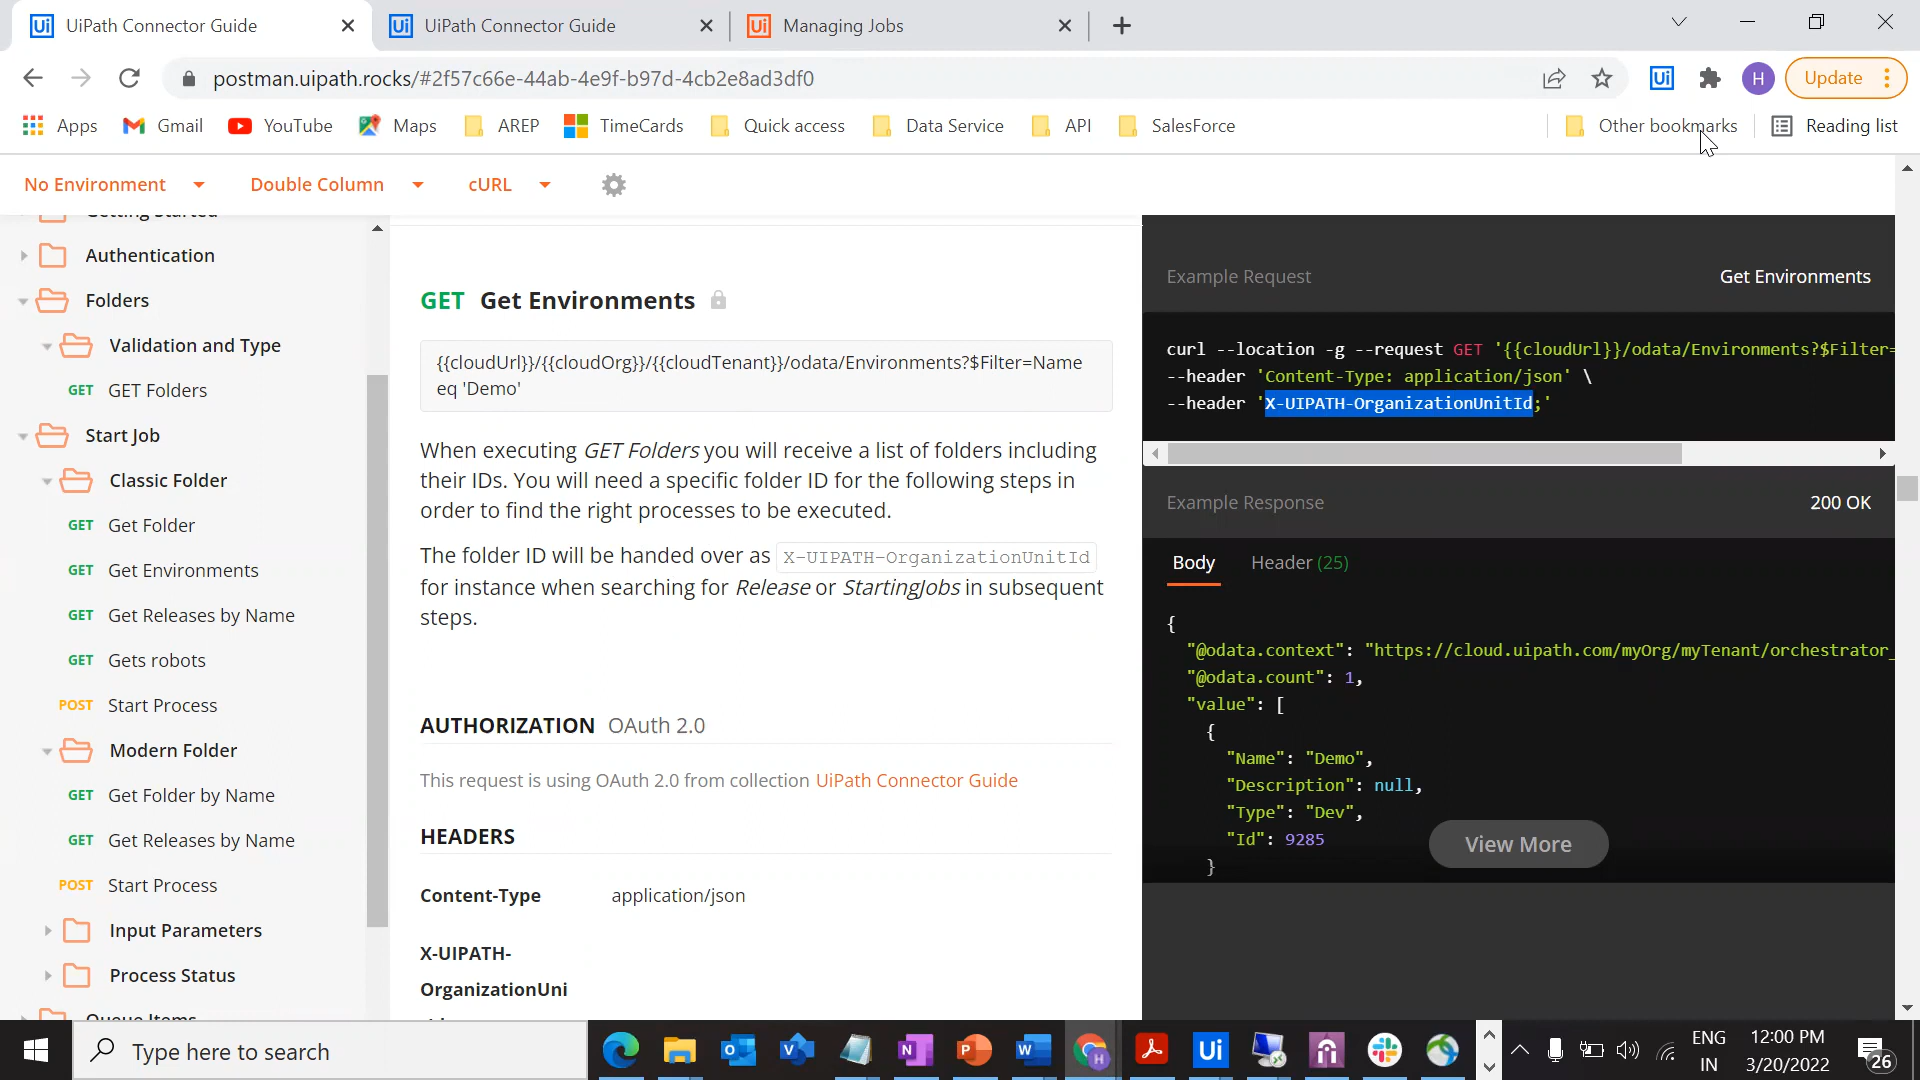 UiPath Connector Guide
UiPath Connector Guide
Managing Jobs
postman.uipath.rocks/#2f57c66e-44ab-4e9f-b97d-4cb2e8ad3df0
H
Update
Apps
Gmail
YouTube
Maps
AREP
TimeCards
Quick access
Data Service
API
SalesForce
Other bookmarks
Reading list
No Environment
Double Column
cURL
Getting Started
Authentication
Folders
Validation and Type
GET GET Folders
Start Job
Classic Folder
GET Get Folder
GET Get Environments
GET Get Releases by Name
GET Gets robots
POST Start Process
Modern Folder
GET Get Folder by Name
GET Get Releases by Name
POST Start Process
Input Parameters
Process Status
Queue Items
GET Get Environments
{{cloudUrl}}/{{cloudOrg}}/{{cloudTenant}}/odata/Environments?$Filter=Name
eq 'Demo'
When executing GET Folders you will receive a list of folders including
their IDs. You will need a specific folder ID for the following steps in
order to find the right processes to be executed.
The folder ID will be handed over as X-UIPATH-OrganizationUnitId
for instance when searching for Release or StartingJobs in subsequent
steps.
AUTHORIZATION OAuth 2.0
This request is using OAuth 2.0 from collection UiPath Connector Guide
HEADERS
Content-Type application/json
X-UIPATH-
OrganizationUni
Example Request
Get Environments
curl --location -g --request GET '{{cloudUrl}}/odata/Environments?$Filter=
--header 'Content-Type: application/json' \
--header 'X-UIPATH-OrganizationUnitId;'
Example Response
200 OK
Body
Header (25)
{
"@odata.context": "https://cloud.uipath.com/myOrg/myTenant/orchestrator_
"@odata.count": 1,
"value": [
{
"Name": "Demo",
"Description": null,
"Type": "Dev",
"Id": 9285
}
View More
Type here to search
ENG
IN
12:00 PM
3/20/2022
26